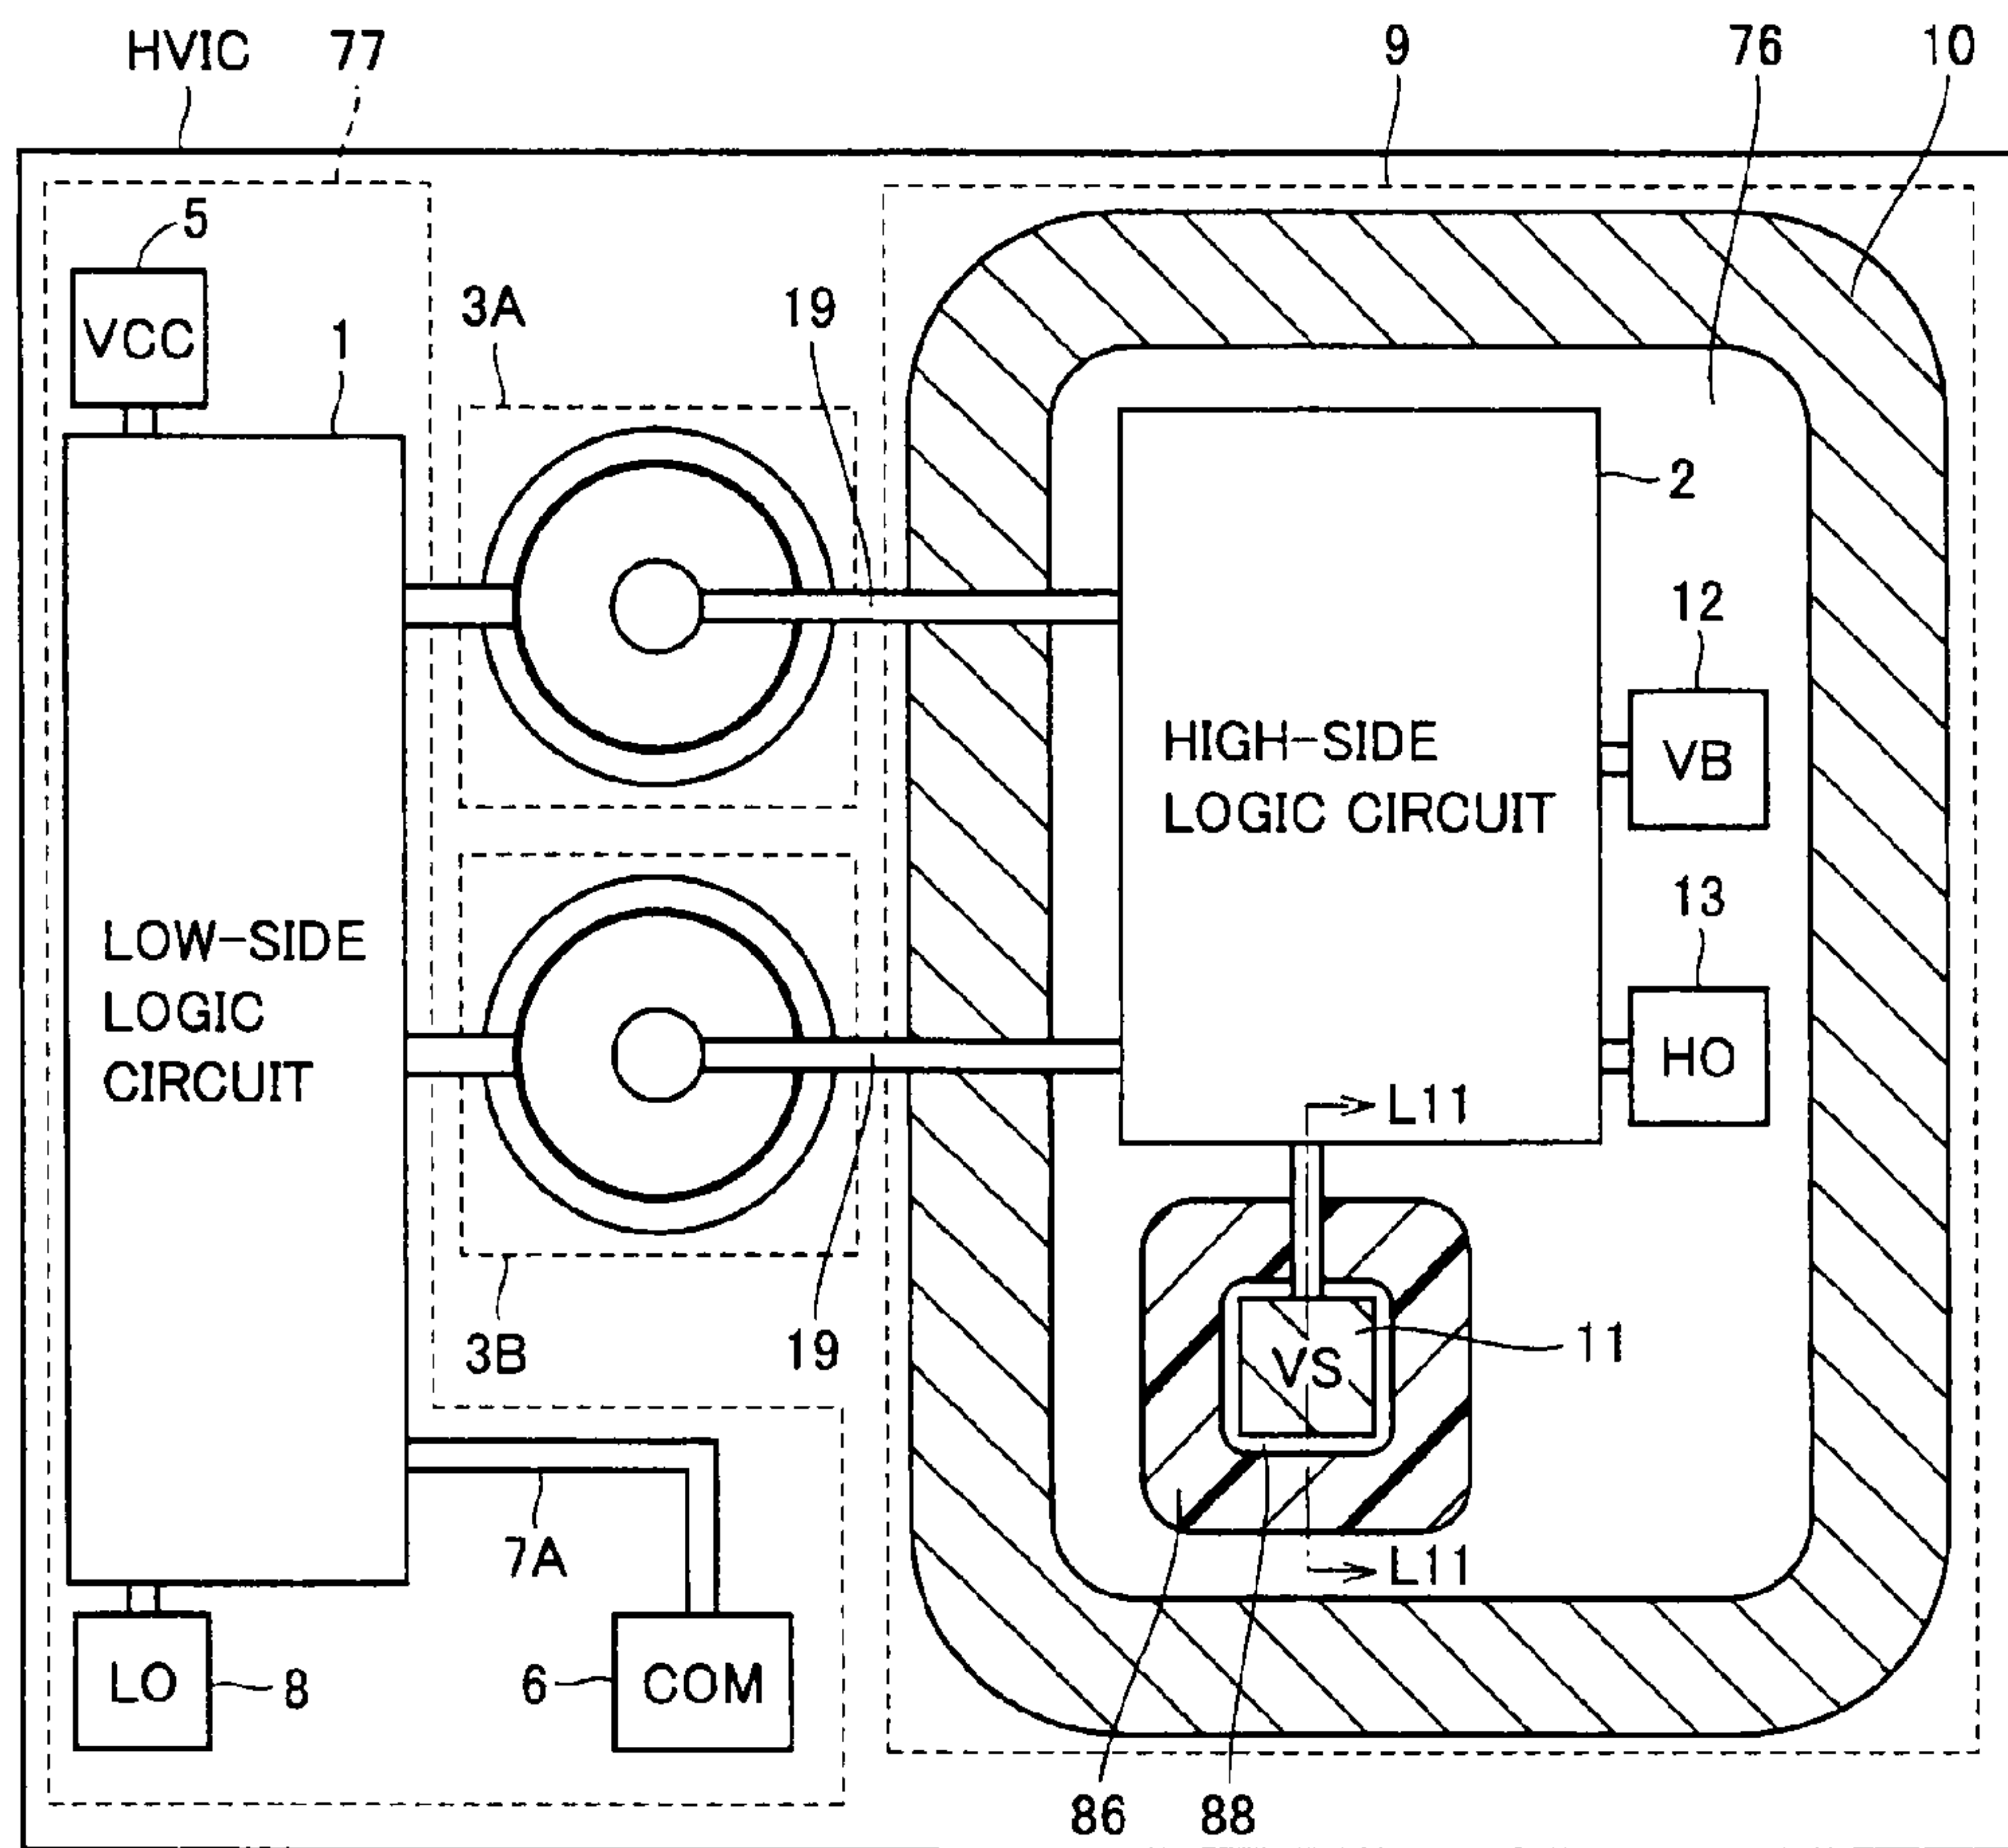 HVIC 77 9 76 10
5
VCC
1
3A 19
2
12
VB
HIGH-SIDE
LOGIC CIRCUIT
13
HO
LOW-SIDE
LOGIC
CIRCUIT
L11
3B 19
VS
11
7A
L11
LO
8
6
COM
86 88